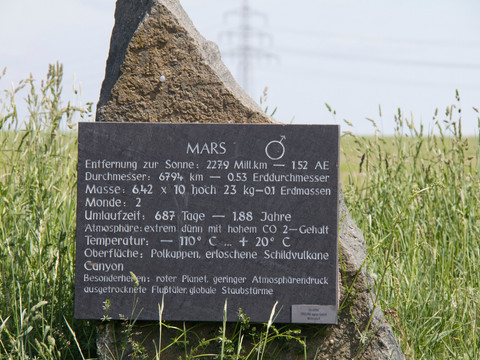 MARS ♂
Entfernung zur Sonne: 227,9 Mill.km — 1.52 AE
Durchmesser: 6794 km — 0.53 Erddurchmesser
Masse: 6.42 x 10 hoch 23 kg–0.1 Erdmassen
Monde: 2
Umlaufzeit: 687 Tage — 1.88 Jahre
Atmosphäre: extrem dünn mit hohem CO 2-Gehalt
Temperatur: — 110° C ... + 20° C
Oberfläche: Polkappen, erloschene Schildvulkane
Canyon
Besonderheiten: roter Planet, geringer Atmosphärendruck
ausgetrocknete Flußtäler, globale Staubstürme